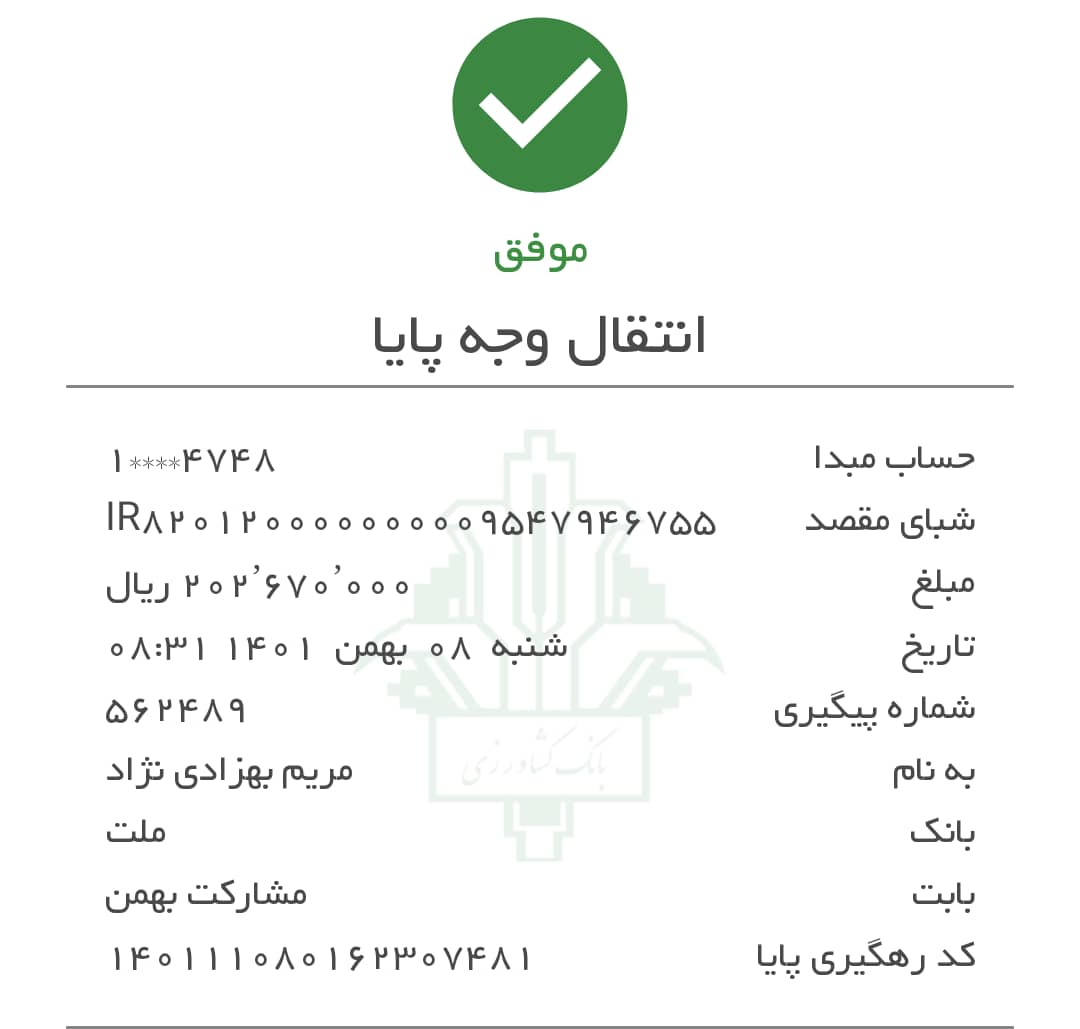 موفق
انتقال وجه پایا
حساب مبدا ۱****۴۷۴۸
شبای مقصد IR۸۲۰۱۲۰۰۰۰۰۰۰۰۰۹۵۴۷۹۴۶۷۵۵
مبلغ ۲۰۲٬۶۷۰٬۰۰۰ ریال
تاریخ شنبه ۰۸ بهمن ۱۴۰۱ ۰۸:۳۱
شماره پیگیری ۵۶۲۴۸۹
به نام مریم بهزادی نژاد
بانک ملت
بابت مشارکت بهمن
کد رهگیری پایا ۱۴۰۱۱۱۰۸۰۱۶۲۳۰۷۴۸۱
بانک کشاورزی